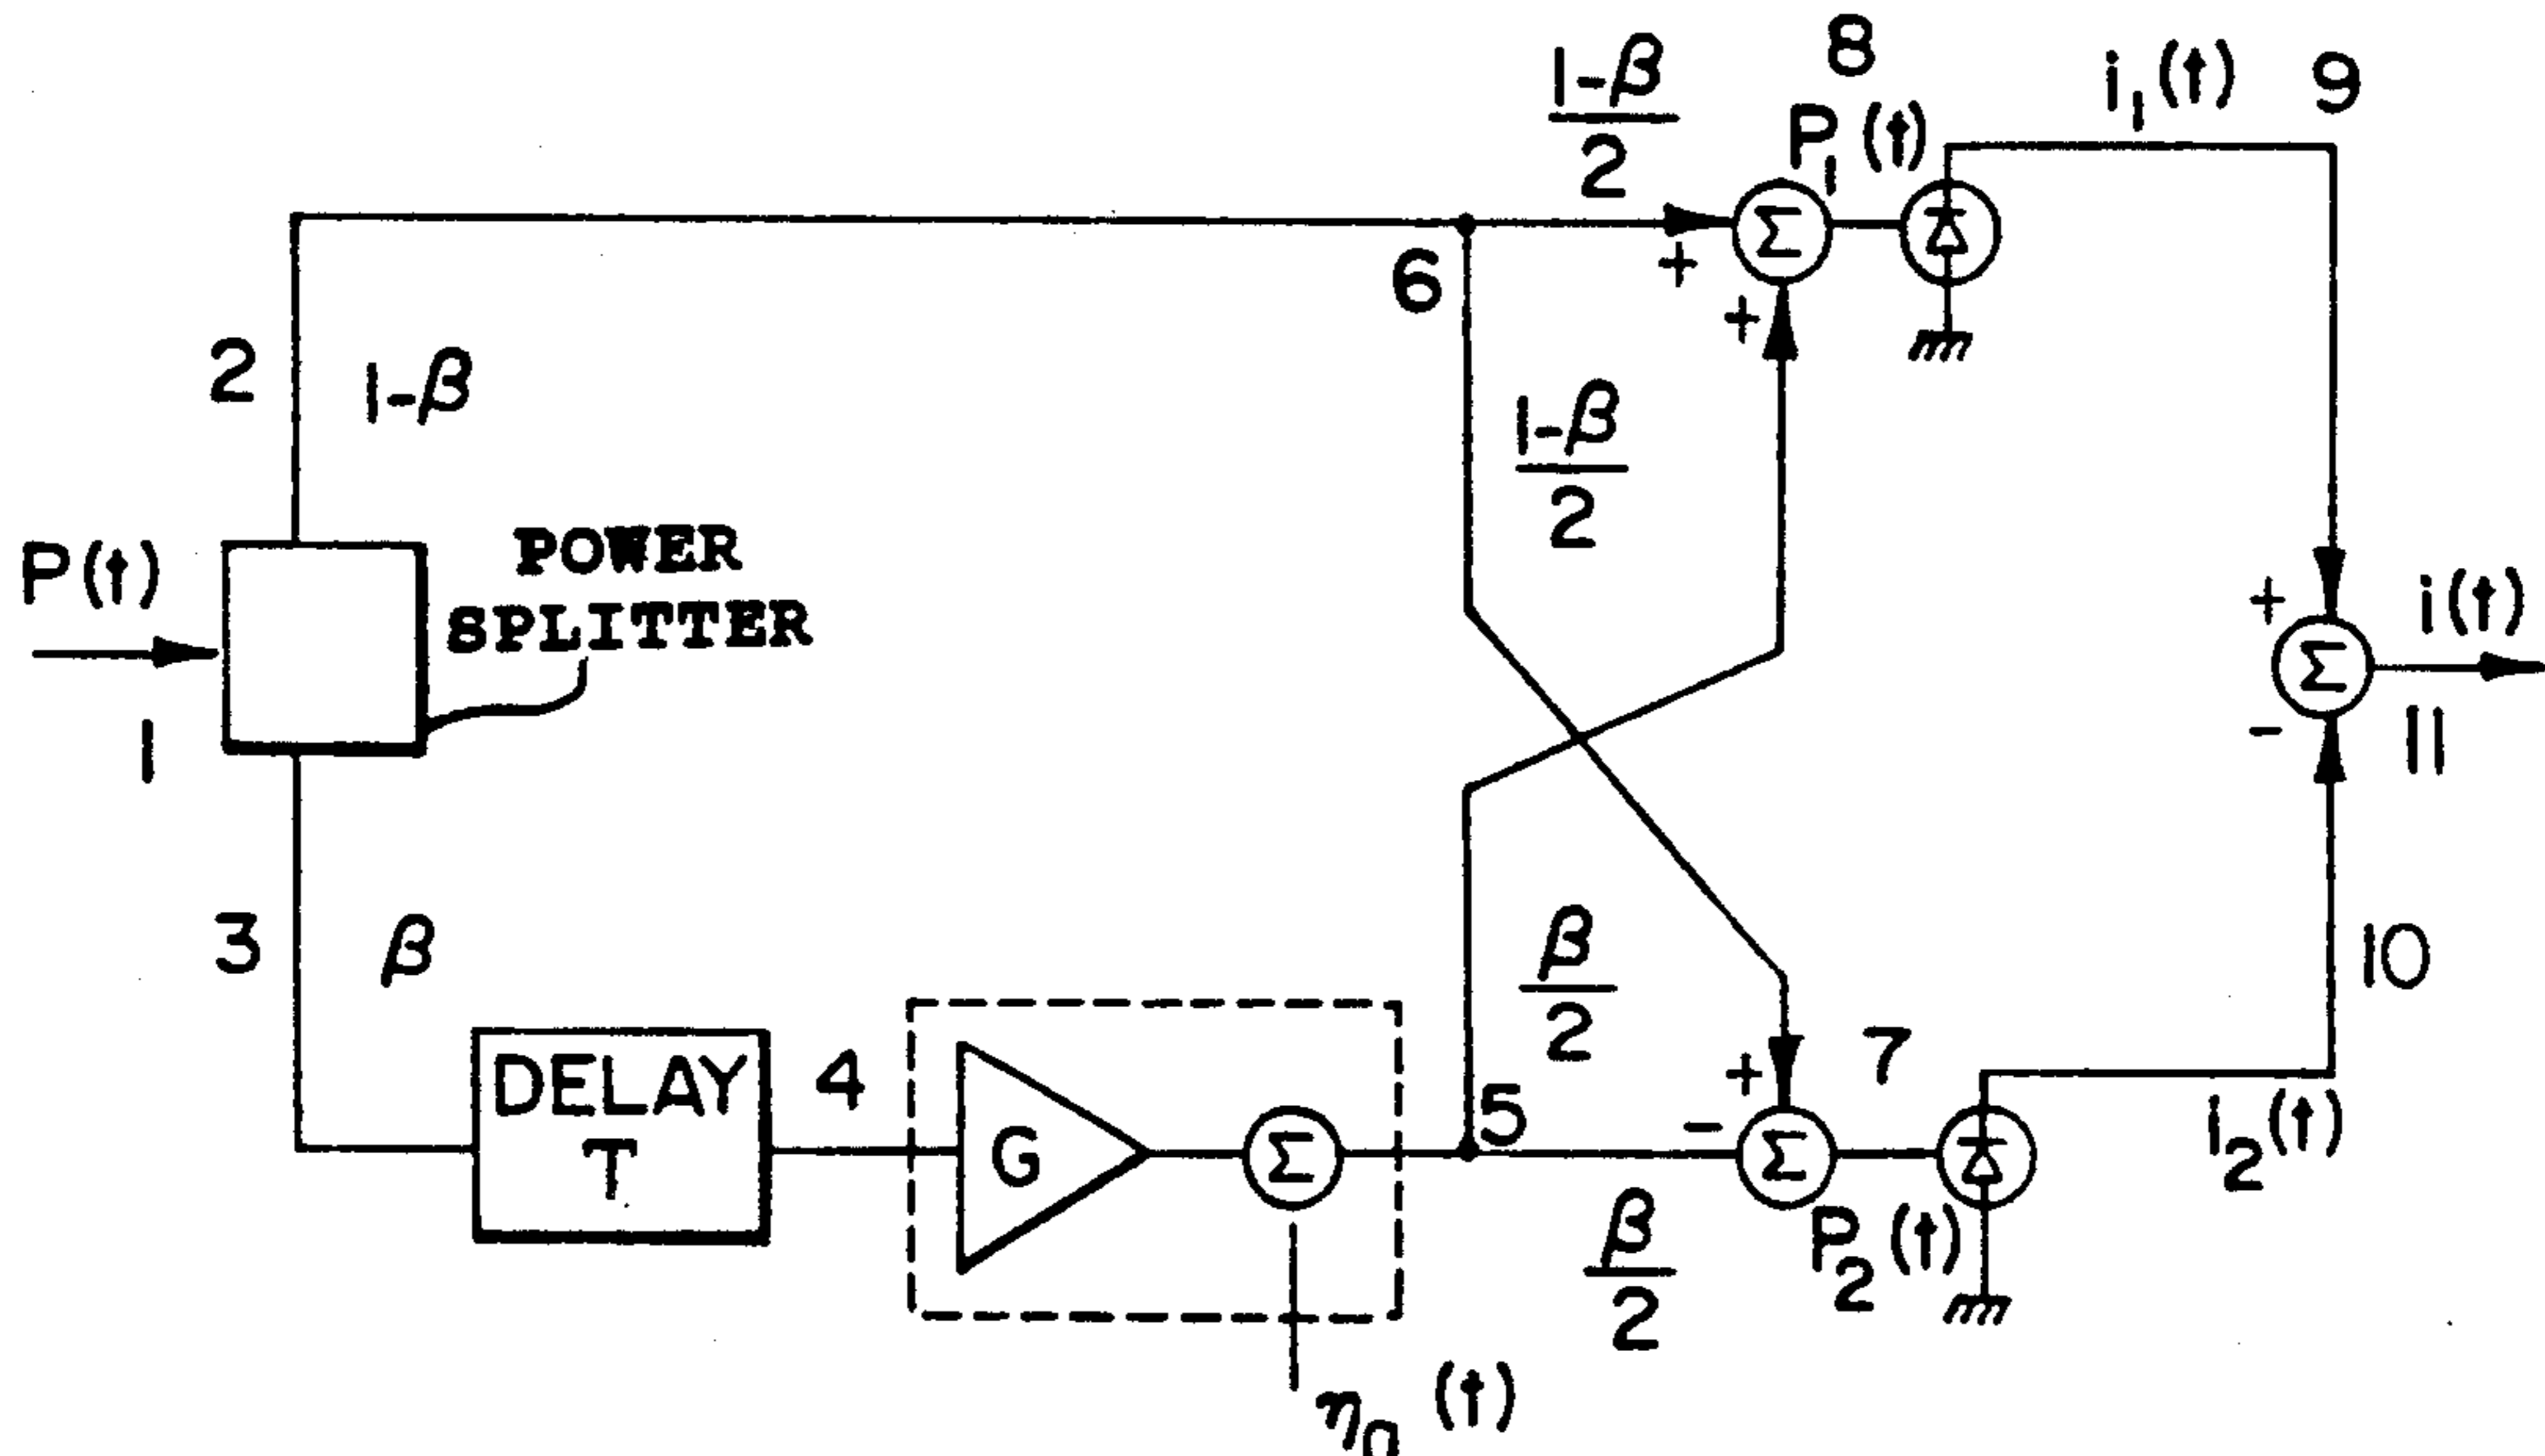 1-β
2
8
P1(t)
i1(t)
9
+
+
6
2
1-β
1-β
2
P(t)
POWER
SPLITTER
1
+
i(t)
Σ
Σ
-
11
3
β
β
2
10
DELAY
T
4
G
Σ
5
-
+
7
Σ
i2(t)
β
2
P2(t)
ηa(t)